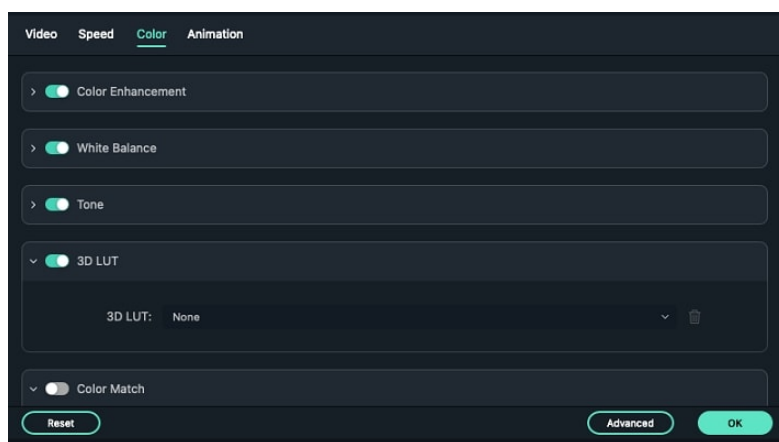 Video Speed Color Animation
Color Enhancement
White Balance
Tone
3D LUT
3D LUT: None
Color Match
Reset Advanced OK